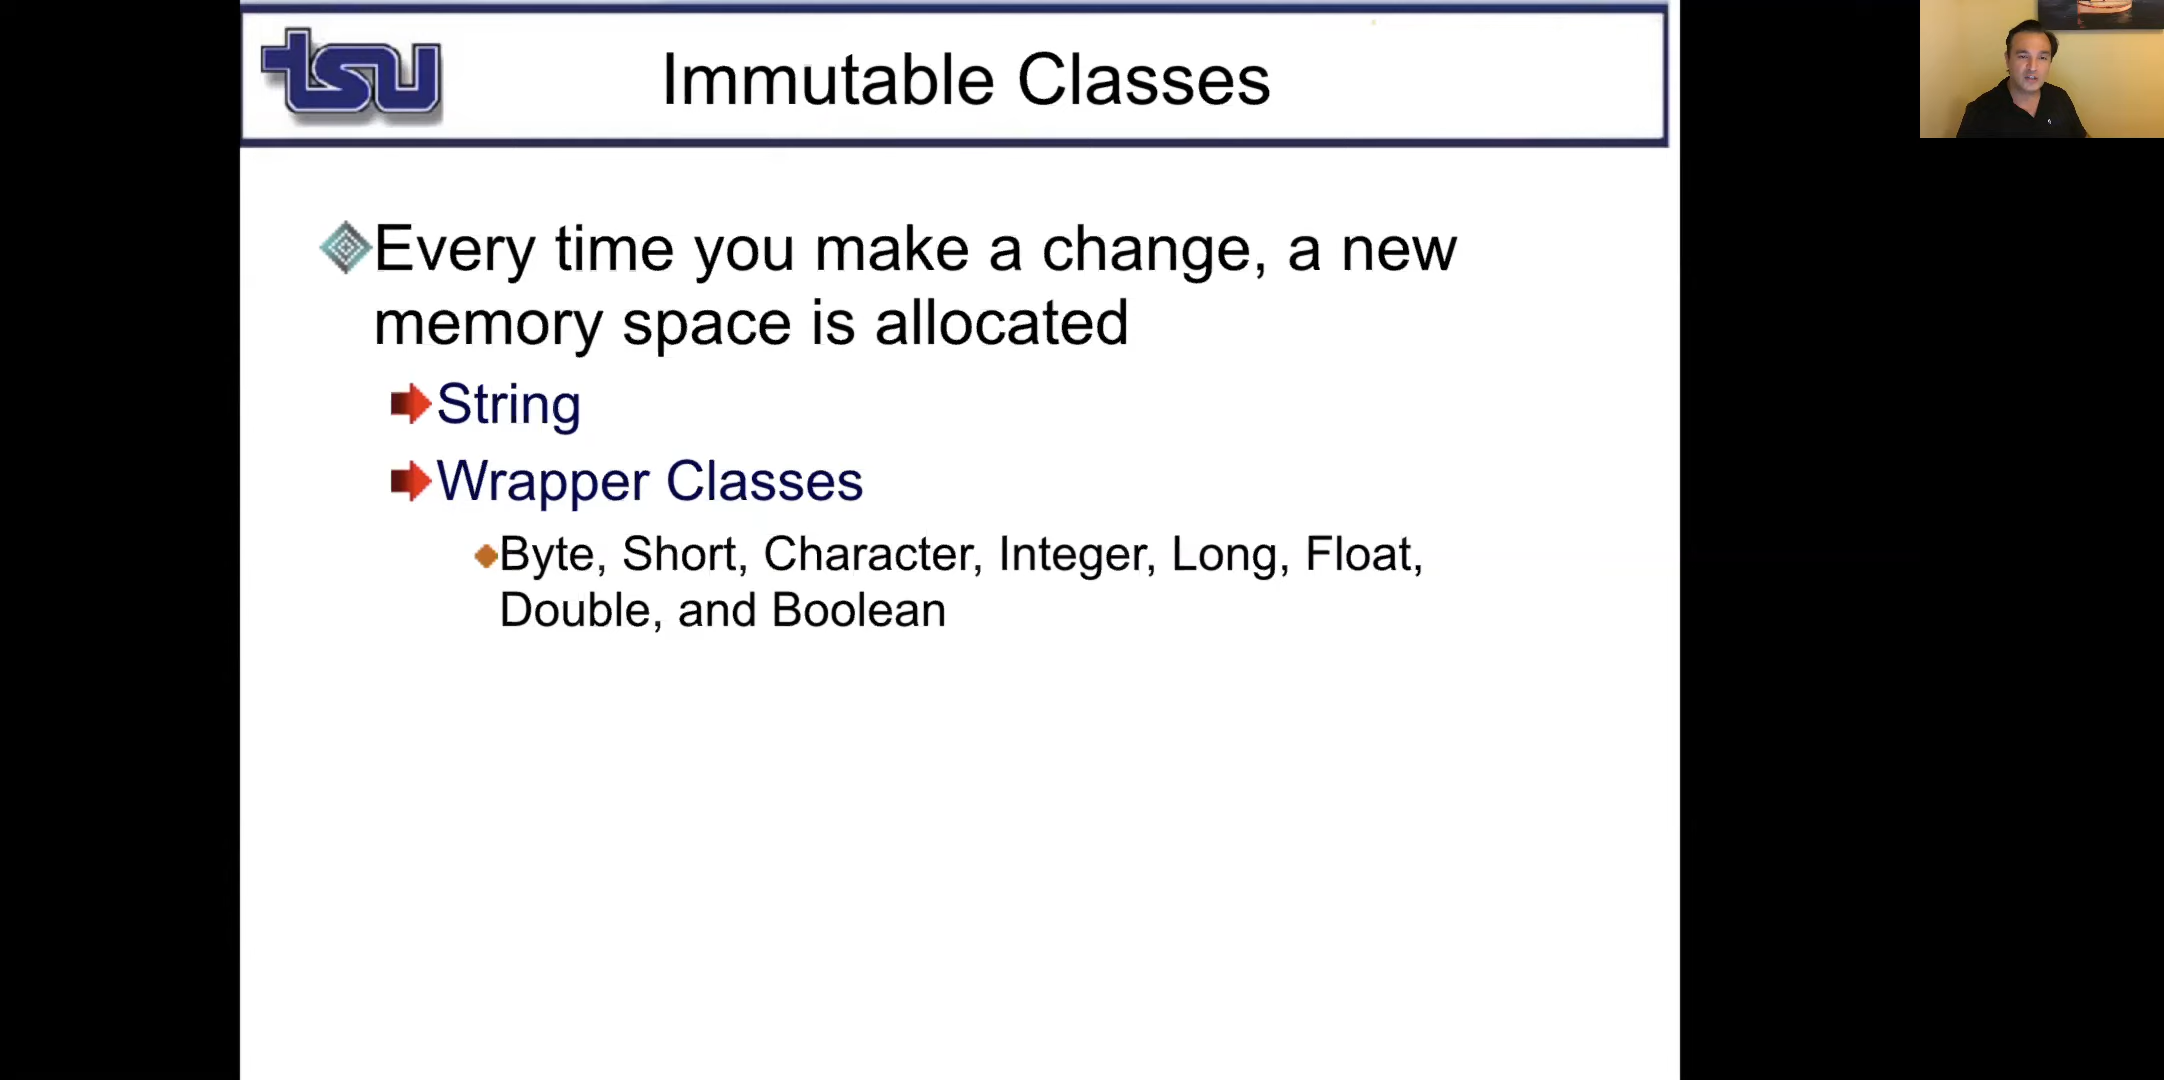 tsu
Immutable Classes
Every time you make a change, a new
memory space is allocated
String
Wrapper Classes
Byte, Short, Character, Integer, Long, Float,
Double, and Boolean